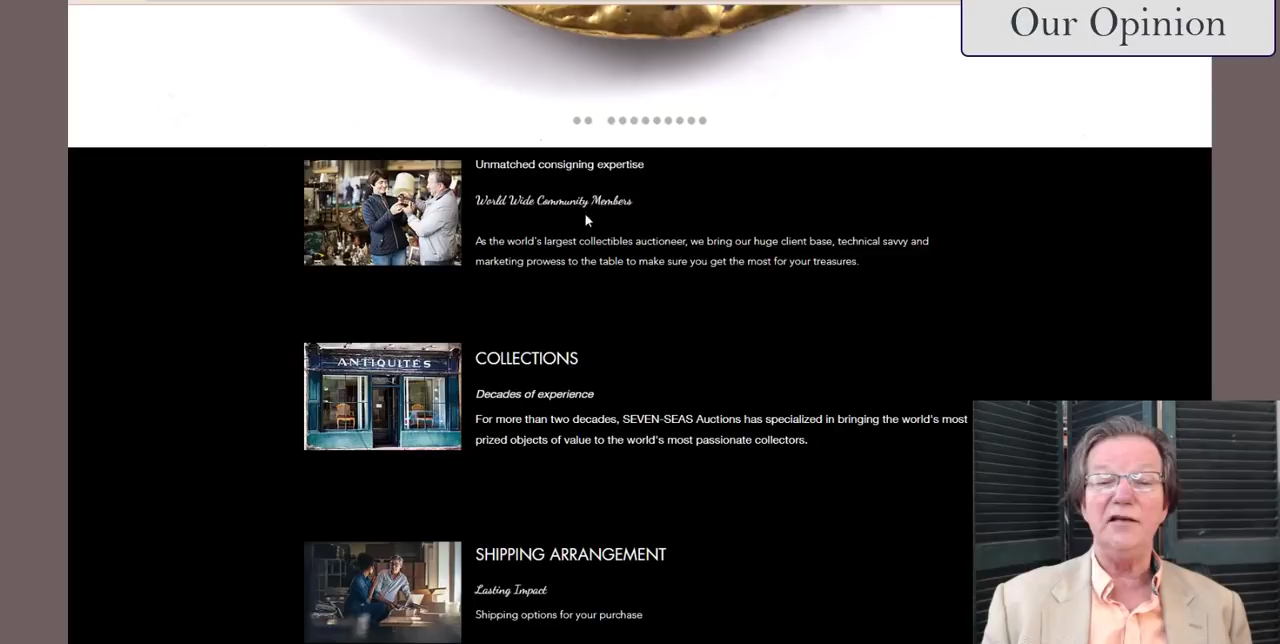 Our Opinion
Unmatched consigning expertise
World Wide Community Members
As the world's largest collectibles auctioneer, we bring our huge client base, technical savvy and
marketing prowess to the table to make sure you get the most for your treasures.
ANTIQUITÉS
COLLECTIONS
Decades of experience
For more than two decades, SEVEN-SEAS Auctions has specialized in bringing the world's most
prized objects of value to the world's most passionate collectors.
SHIPPING ARRANGEMENT
Lasting Impact
Shipping options for your purchase